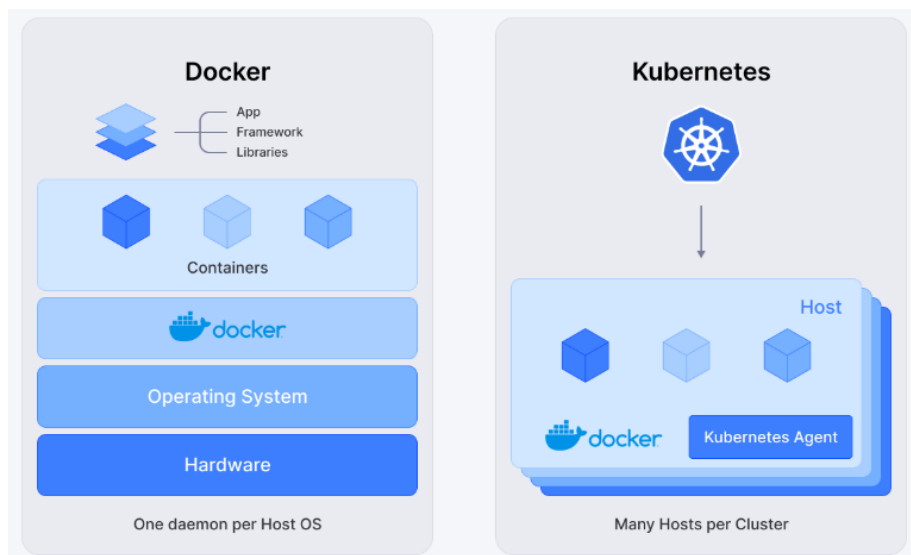 Docker
App
Framework
Libraries
Containers
docker
Operating System
Hardware
One daemon per Host OS
Kubernetes
Host
docker
Kubernetes Agent
Many Hosts per Cluster